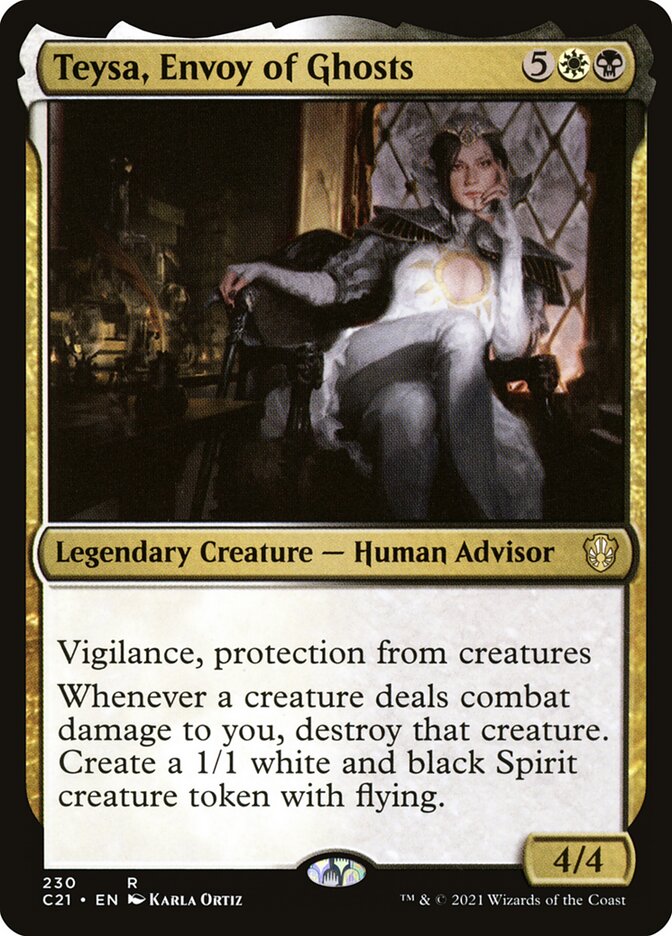 Teysa, Envoy of Ghosts 5
Legendary Creature — Human Advisor
Vigilance, protection from creatures
Whenever a creature deals combat
damage to you, destroy that creature.
Create a 1/1 white and black Spirit
creature token with flying.
4/4
230 R
C21 • EN Karla Ortiz ™ & © 2021 Wizards of the Coast